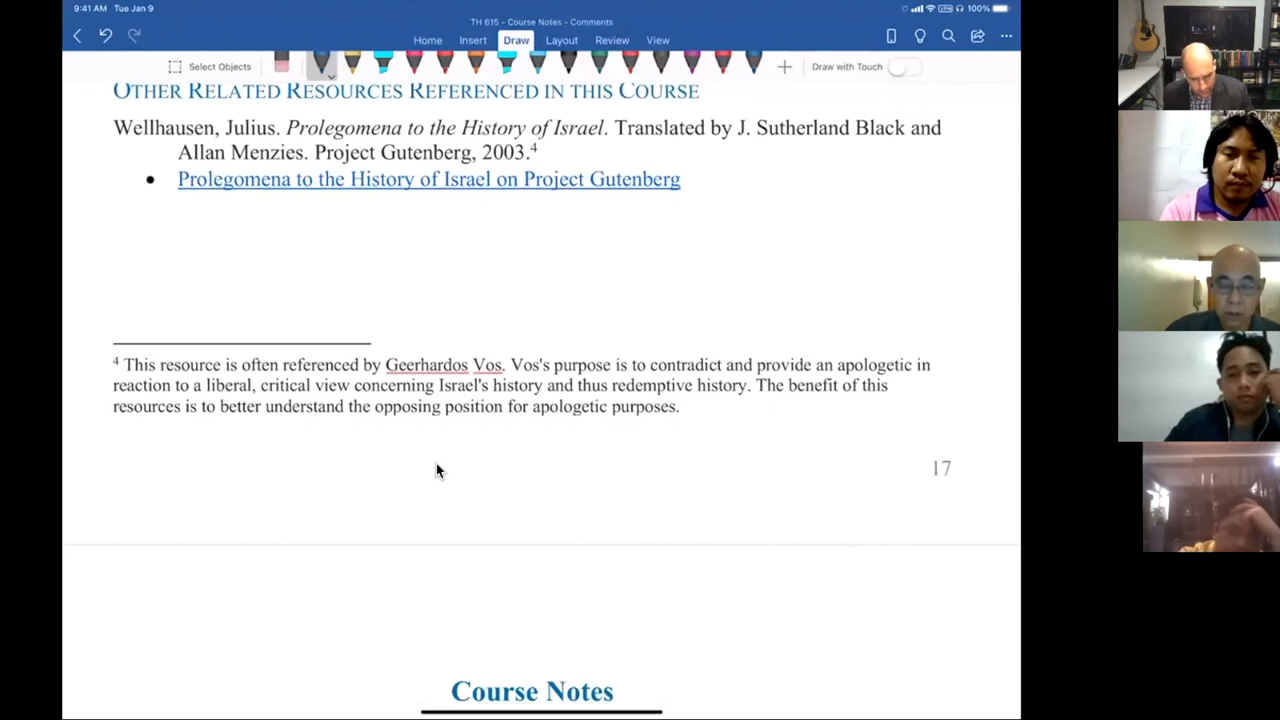 9:41 AM Tue Jan 9
100%
TH 615 - Course Notes - Comments
Home Insert Draw Layout Review View
Select Objects
Draw with Touch
OTHER RELATED RESOURCES REFERENCED IN THIS COURSE
Wellhausen, Julius. Prolegomena to the History of Israel. Translated by J. Sutherland Black and
Allan Menzies. Project Gutenberg, 2003.4
• Prolegomena to the History of Israel on Project Gutenberg
4 This resource is often referenced by Geerhardos Vos. Vos's purpose is to contradict and provide an apologetic in
reaction to a liberal, critical view concerning Israel's history and thus redemptive history. The benefit of this
resources is to better understand the opposing position for apologetic purposes.
17
Course Notes